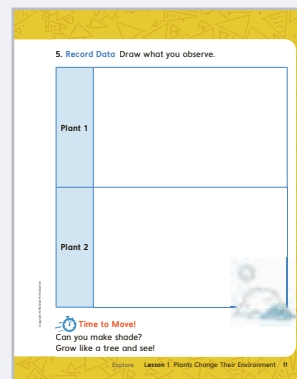 5. Record Data Draw what you observe.
Plant 1
Plant 2
Time to Move!
Can you make shade?
Grow like a tree and see!
Explore Lesson 1 Plants Change Their Environment 11